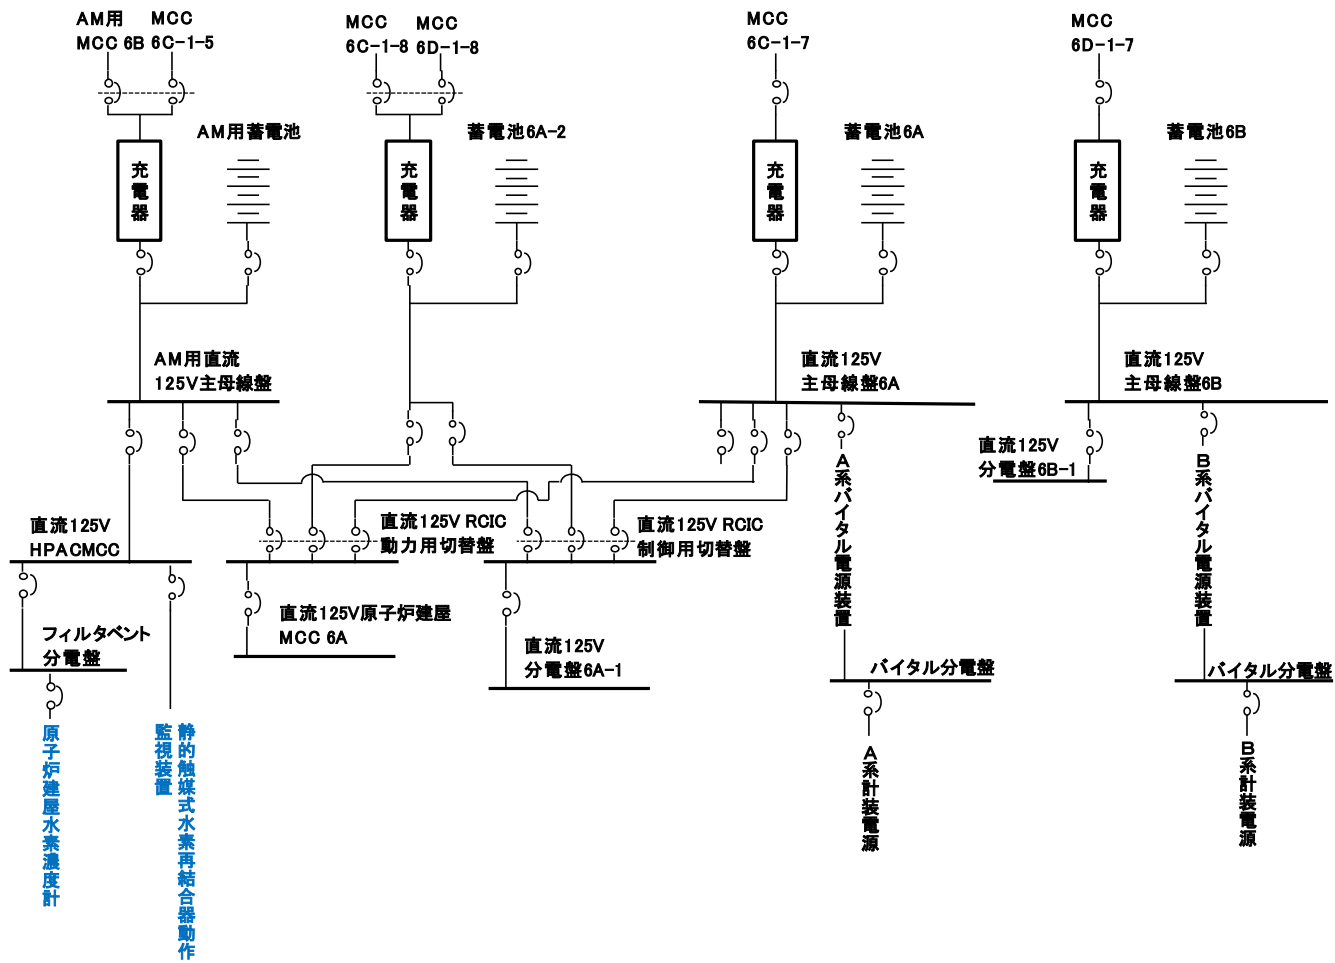 AM用
MCC 6B
MCC
6C-1-5
MCC
6C-1-8
MCC
6D-1-8
MCC
6C-1-7
MCC
6D-1-7
充電器
AM用蓄電池
充電器
蓄電池6A-2
充電器
蓄電池6A
充電器
蓄電池6B
AM用直流
125V主母線盤
直流125V
主母線盤6A
直流125V
主母線盤6B
直流125V
分電盤6B-1
直流125V
HPACMCC
直流125V RCIC
動力用切替盤
直流125V RCIC
制御用切替盤
A系バイタル電源装置
B系バイタル電源装置
フィルタベント
分電盤
直流125V原子炉建屋
MCC 6A
直流125V
分電盤6A-1
バイタル分電盤
バイタル分電盤
原子炉建屋水素濃度計
静的触媒式水素再結合器動作
監視装置
A系計装電源
B系計装電源